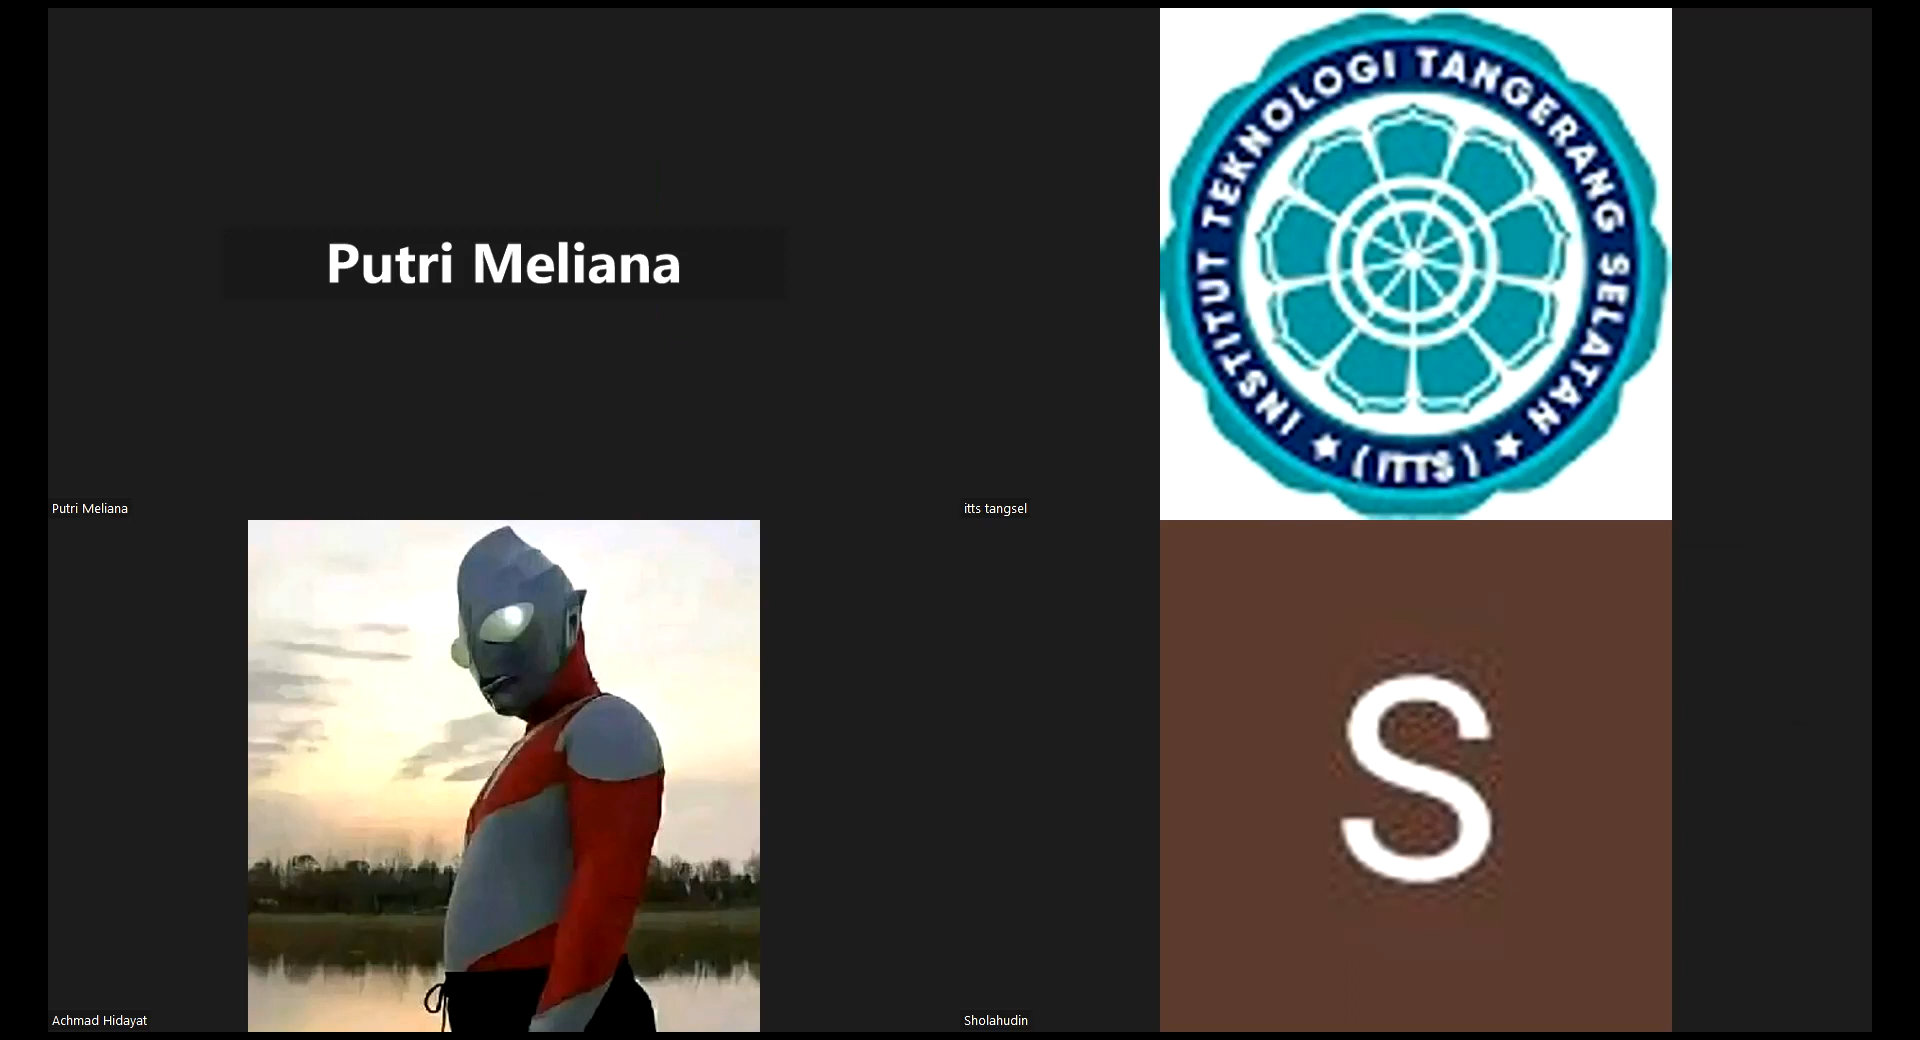 Putri Meliana
Putri Meliana
INSTITUT TEKNOLOGI TANGERANG SELATAN
( ITTS )
itts tangsel
Achmad Hidayat
S
Sholahudin